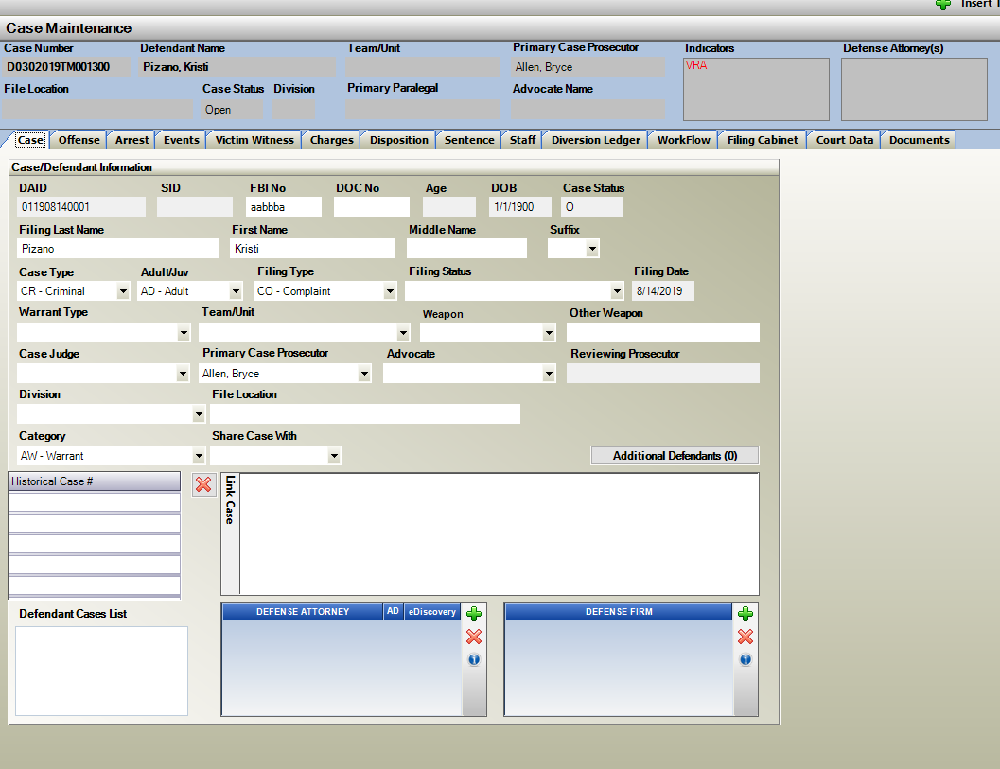 Insert
Case Maintenance
Case Number Defendant Name Team/Unit Primary Case Prosecutor Indicators Defense Attorney(s)
D0302019TM001300 Pizano, Kristi Allen, Bryce VRA
File Location Case Status Division Primary Paralegal Advocate Name
Open
Case Offense Arrest Events Victim Witness Charges Disposition Sentence Staff Diversion Ledger WorkFlow Filing Cabinet Court Data Documents
Case/Defendant Information
DAID SID FBI No DOC No Age DOB Case Status
011908140001 aabbba 1/1/1900 O
Filing Last Name First Name Middle Name Suffix
Pizano Kristi
Case Type Adult/Juv Filing Type Filing Status Filing Date
CR - Criminal AD - Adult CO - Complaint 8/14/2019
Warrant Type Team/Unit Weapon Other Weapon
Case Judge Primary Case Prosecutor Advocate Reviewing Prosecutor
Allen, Bryce
Division File Location
Category Share Case With
AW - Warrant Additional Defendants (0)
Historical Case #
Link Case
Defendant Cases List
DEFENSE ATTORNEY AD eDiscovery DEFENSE FIRM